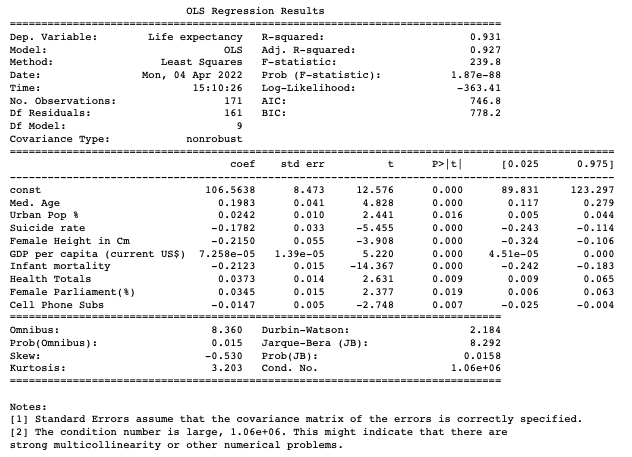 OLS Regression Results
==============================================================================
Dep. Variable: Life expectancy R-squared: 0.931
Model: OLS Adj. R-squared: 0.927
Method: Least Squares F-statistic: 239.8
Date: Mon, 04 Apr 2022 Prob (F-statistic): 1.87e-88
Time: 15:10:26 Log-Likelihood: -363.41
No. Observations: 171 AIC: 746.8
Df Residuals: 161 BIC: 778.2
Df Model: 9
Covariance Type: nonrobust
==============================================================================
coef std err t P>|t| [0.025 0.975]
------------------------------------------------------------------------------
const 106.5638 8.473 12.576 0.000 89.831 123.297
Med. Age 0.1983 0.041 4.828 0.000 0.117 0.279
Urban Pop % 0.0242 0.010 2.441 0.016 0.005 0.044
Suicide rate -0.1782 0.033 -5.455 0.000 -0.243 -0.114
Female Height in Cm -0.2150 0.055 -3.908 0.000 -0.324 -0.106
GDP per capita (current US$) 7.258e-05 1.39e-05 5.220 0.000 4.51e-05 0.000
Infant mortality -0.2123 0.015 -14.367 0.000 -0.242 -0.183
Health Totals 0.0373 0.014 2.631 0.009 0.009 0.065
Female Parliament(%) 0.0345 0.015 2.377 0.019 0.006 0.063
Cell Phone Subs -0.0147 0.005 -2.748 0.007 -0.025 -0.004
==============================================================================
Omnibus: 8.360 Durbin-Watson: 2.184
Prob(Omnibus): 0.015 Jarque-Bera (JB): 8.292
Skew: -0.530 Prob(JB): 0.0158
Kurtosis: 3.203 Cond. No. 1.06e+06
==============================================================================
Notes:
[1] Standard Errors assume that the covariance matrix of the errors is correctly specified.
[2] The condition number is large, 1.06e+06. This might indicate that there are
strong multicollinearity or other numerical problems.